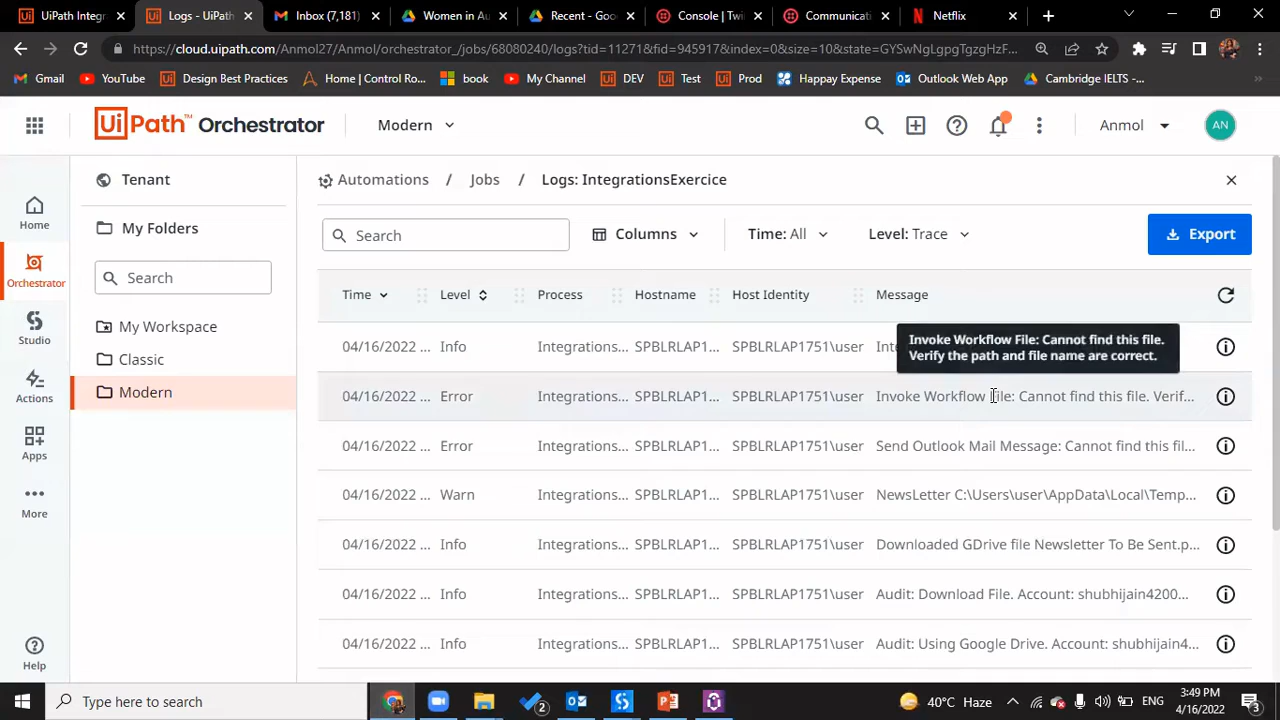 UiPath Integr
Logs - UiPath
Inbox (7,181)
Women in Au
Recent - Goo
Console | Twi
Communicati
Netflix
https://cloud.uipath.com/Anmol27/Anmol/orchestrator_/jobs/68080240/logs?tid=11271&fid=945917&index=0&size=10&state=GYSwNgLgpgTgzgHzF...
Gmail
YouTube
Design Best Practices
Home | Control Ro...
book
My Channel
DEV
Test
Prod
Happay Expense
Outlook Web App
Cambridge IELTS -...
UiPath™ Orchestrator
Modern
Anmol
AN
Home
Orchestrator
Studio
Actions
Apps
More
Help
Tenant
My Folders
Search
My Workspace
Classic
Modern
Automations / Jobs / Logs: IntegrationsExercice
Search
Columns
Time: All
Level: Trace
Export
Time Level Process Hostname Host Identity Message
04/16/2022 ... Info Integrations... SPBLRLAP1... SPBLRLAP1751\user
Invoke Workflow File: Cannot find this file.
Verify the path and file name are correct.
04/16/2022 ... Error Integrations... SPBLRLAP1... SPBLRLAP1751\user Invoke Workflow File: Cannot find this file. Verif...
04/16/2022 ... Error Integrations... SPBLRLAP1... SPBLRLAP1751\user Send Outlook Mail Message: Cannot find this fil...
04/16/2022 ... Warn Integrations... SPBLRLAP1... SPBLRLAP1751\user NewsLetter C:\Users\user\AppData\Local\Temp...
04/16/2022 ... Info Integrations... SPBLRLAP1... SPBLRLAP1751\user Downloaded GDrive file Newsletter To Be Sent.p...
04/16/2022 ... Info Integrations... SPBLRLAP1... SPBLRLAP1751\user Audit: Download File. Account: shubhijain4200...
04/16/2022 ... Info Integrations... SPBLRLAP1... SPBLRLAP1751\user Audit: Using Google Drive. Account: shubhijain4...
Type here to search
2
40°C Haze
ENG
3:49 PM
4/16/2022
3